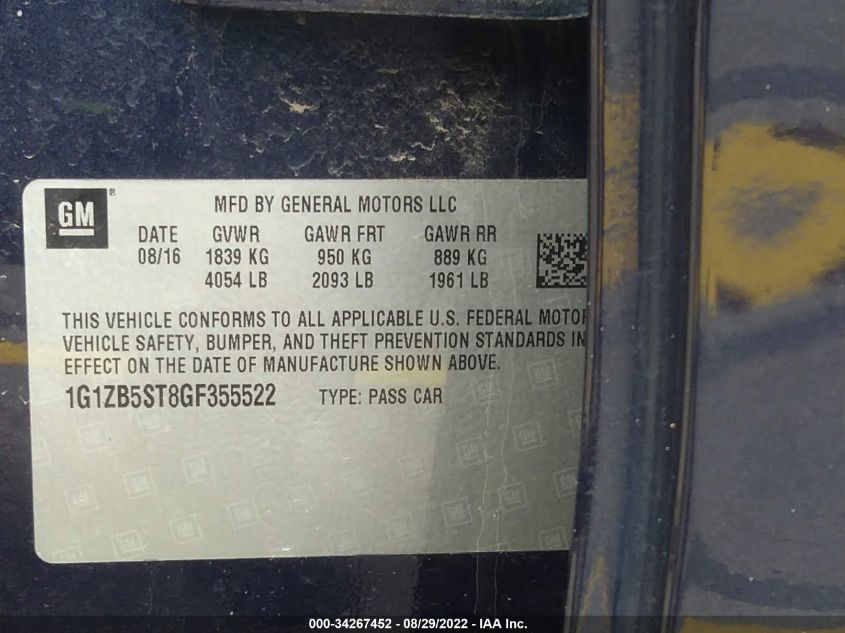 GM ®
MFD BY GENERAL MOTORS LLC
DATE GVWR GAWR FRT GAWR RR
08/16 1839 KG 950 KG 889 KG
4054 LB 2093 LB 1961 LB
THIS VEHICLE CONFORMS TO ALL APPLICABLE U.S. FEDERAL MOTOR
VEHICLE SAFETY, BUMPER, AND THEFT PREVENTION STANDARDS IN
EFFECT ON THE DATE OF MANUFACTURE SHOWN ABOVE.
1G1ZB5ST8GF355522 TYPE: PASS CAR
000-34267452 - 08/29/2022 - IAA Inc.